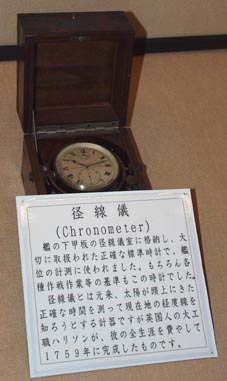 径線儀
(Chronometer)
艦の下甲板の径線儀室に格納し、大
切に取扱われた正確な標準時計で、艦
位の計測に使われました。もちろん各
種作戦作業等の基準もこの時計でした。
径線儀とは元来、太陽が頭上にきた
正確な時間を測って現在地の経度線を
知ろうとする計器ですが英国人の大工
職ハリソンが、彼の全生涯を費やして
1759年に完成したものです。